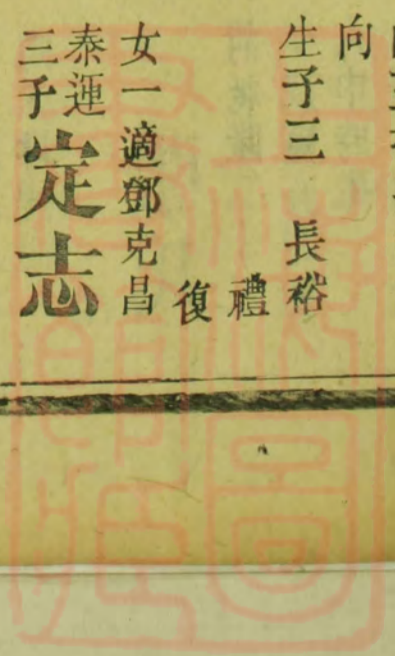 向
生子三 長裕
禮
復
女一適鄧克昌
泰運
三子定志